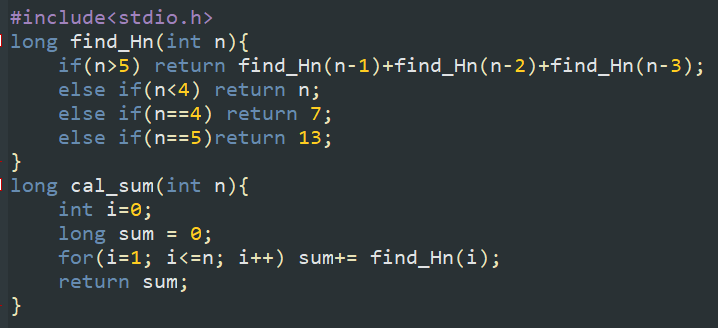 #include<stdio.h>
long find_Hn(int n){
    if(n>5) return find_Hn(n-1)+find_Hn(n-2)+find_Hn(n-3);
    else if(n<4) return n;
    else if(n==4) return 7;
    else if(n==5)return 13;
}
long cal_sum(int n){
    int i=0;
    long sum = 0;
    for(i=1; i<=n; i++) sum+= find_Hn(i);
    return sum;
}